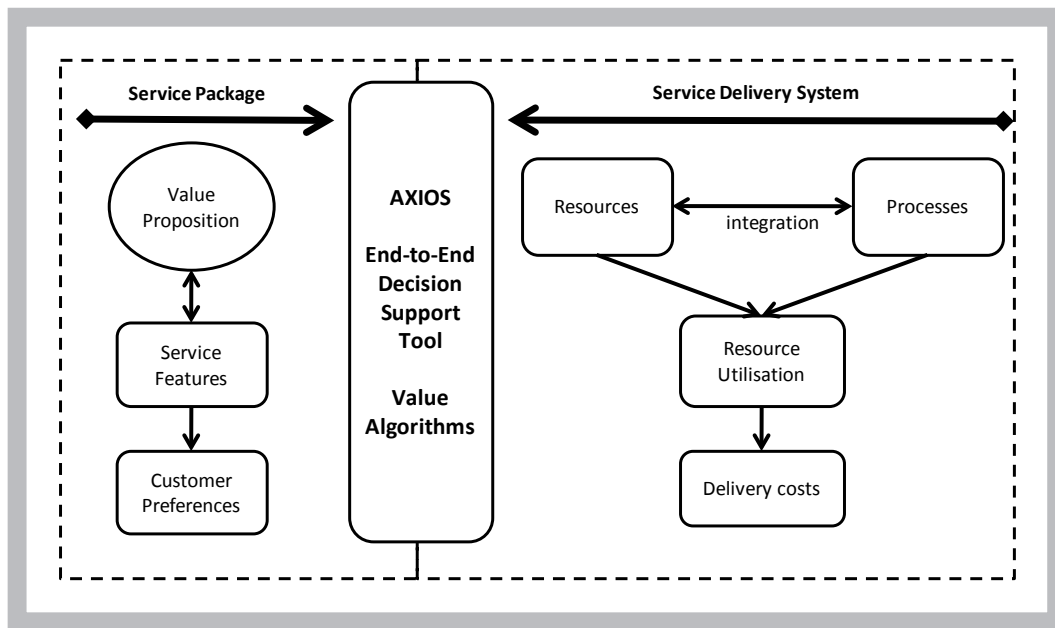 Service Package
Value
Proposition
Service
Features
Customer
Preferences
AXIOS
End-to-End
Decision
Support
Tool
Value
Algorithms
Service Delivery System
Resources
integration
Processes
Resource
Utilisation
Delivery costs